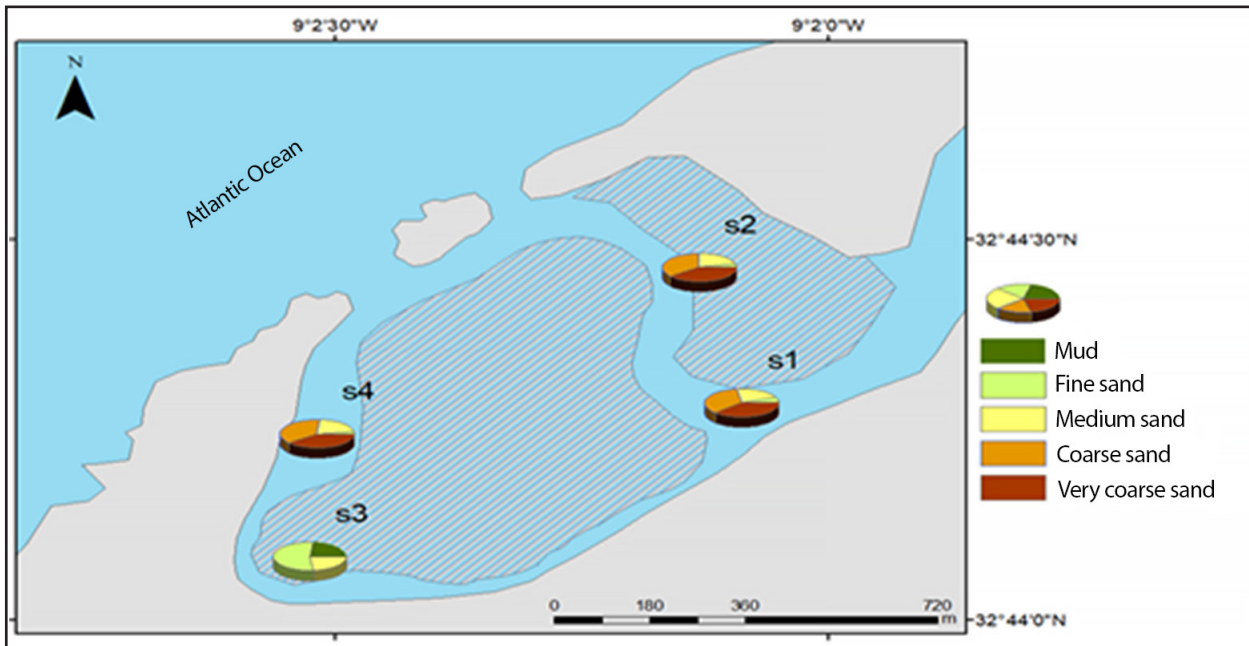 9°2'30"W
9°2'0"W
N
Atlantic Ocean
s2
32°44'30"N
s1
Mud
Fine sand
s4
Medium sand
Coarse sand
Very coarse sand
s3
0 180 360 720
m
32°44'0"N